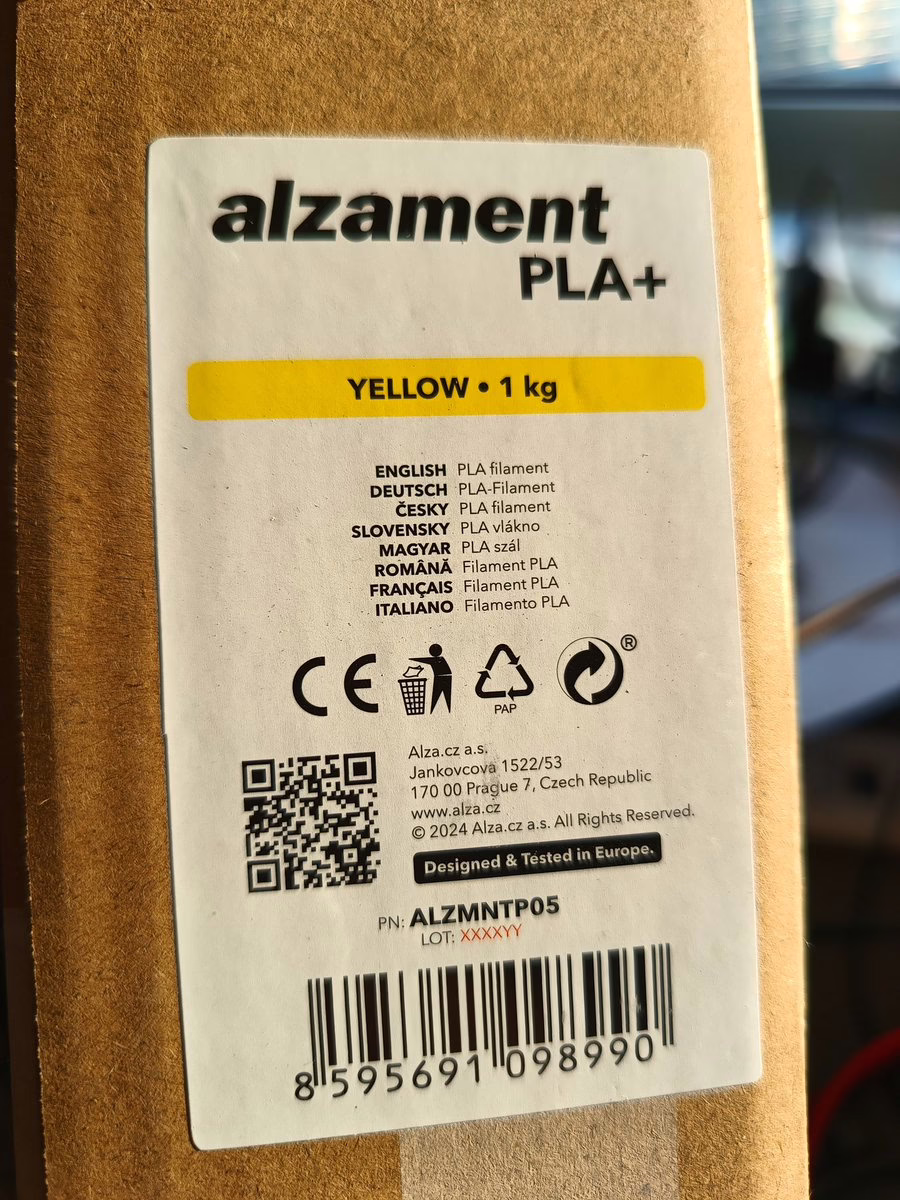 alzament
PLA+
YELLOW • 1 kg
ENGLISH PLA filament
DEUTSCH PLA-Filament
ČESKY PLA filament
SLOVENSKY PLA vlákno
MAGYAR PLA szál
ROMÂNĂ Filament PLA
FRANÇAIS Filament PLA
ITALIANO Filamento PLA
CE
®
PAP
Alza.cz a.s.
Jankovcova 1522/53
170 00 Prague 7, Czech Republic
www.alza.cz
© 2024 Alza.cz a.s. All Rights Reserved.
Designed & Tested in Europe.
PN: ALZMNTP05
LOT: XXXXYY
8 595691 098990